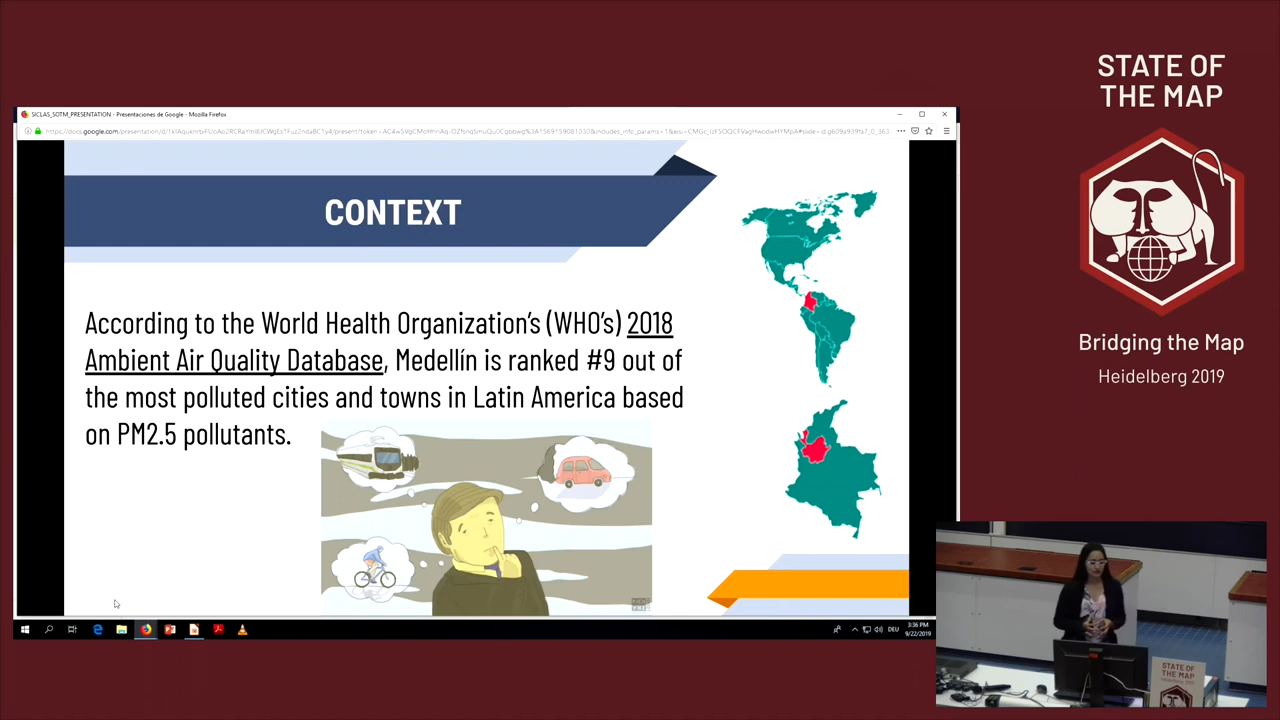 STATE OF
THE MAP
SICLAS_SOTM_PRESENTATION - Presentaciones de Google - Mozilla Firefox
CONTEXT
According to the World Health Organization's (WHO's) 2018
Ambient Air Quality Database, Medellín is ranked #9 out of
the most polluted cities and towns in Latin America based
on PM2.5 pollutants.
Bridging the Map
Heidelberg 2019
DEU
3:36 PM
9/22/2019
STATE OF
THE MAP
Heidelberg 2019